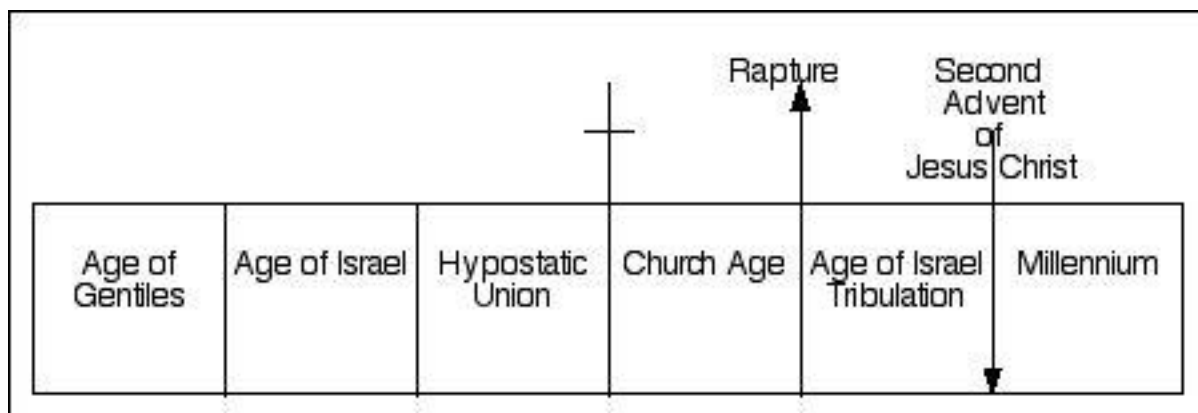 Rapture
Second
Advent
of
Jesus Christ
Age of
Gentiles
Age of Israel
Hypostatic
Union
Church Age
Age of Israel
Tribulation
Millennium